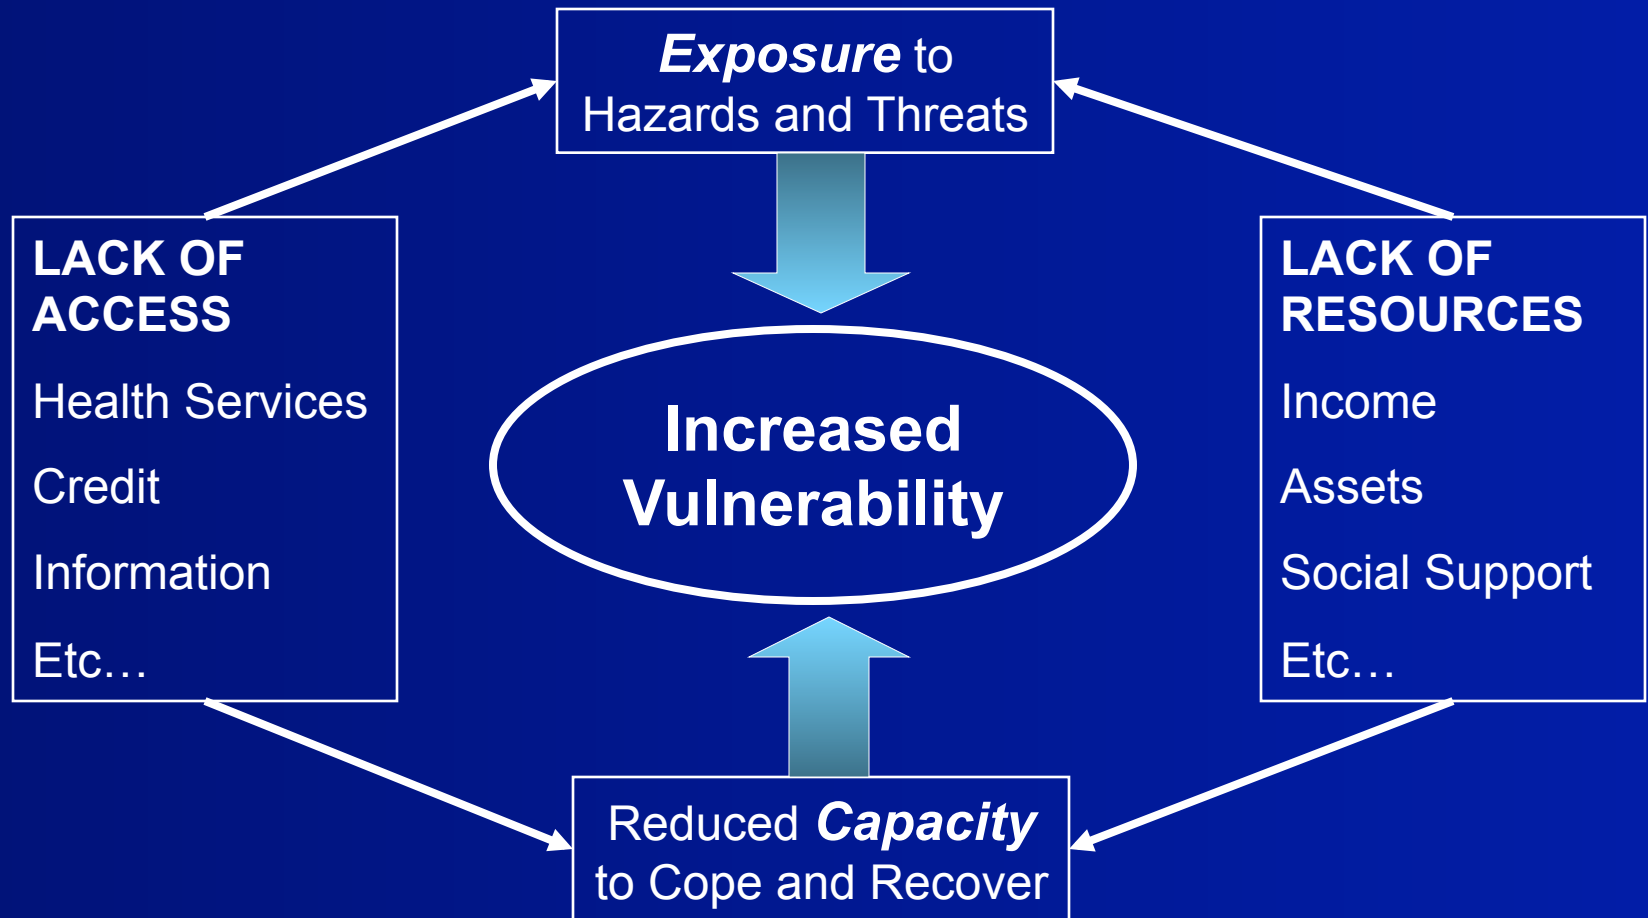 Exposure to
Hazards and Threats
LACK OF
ACCESS
Health Services
Credit
Information
Etc…
Increased
Vulnerability
LACK OF
RESOURCES
Income
Assets
Social Support
Etc…
Reduced Capacity
to Cope and Recover